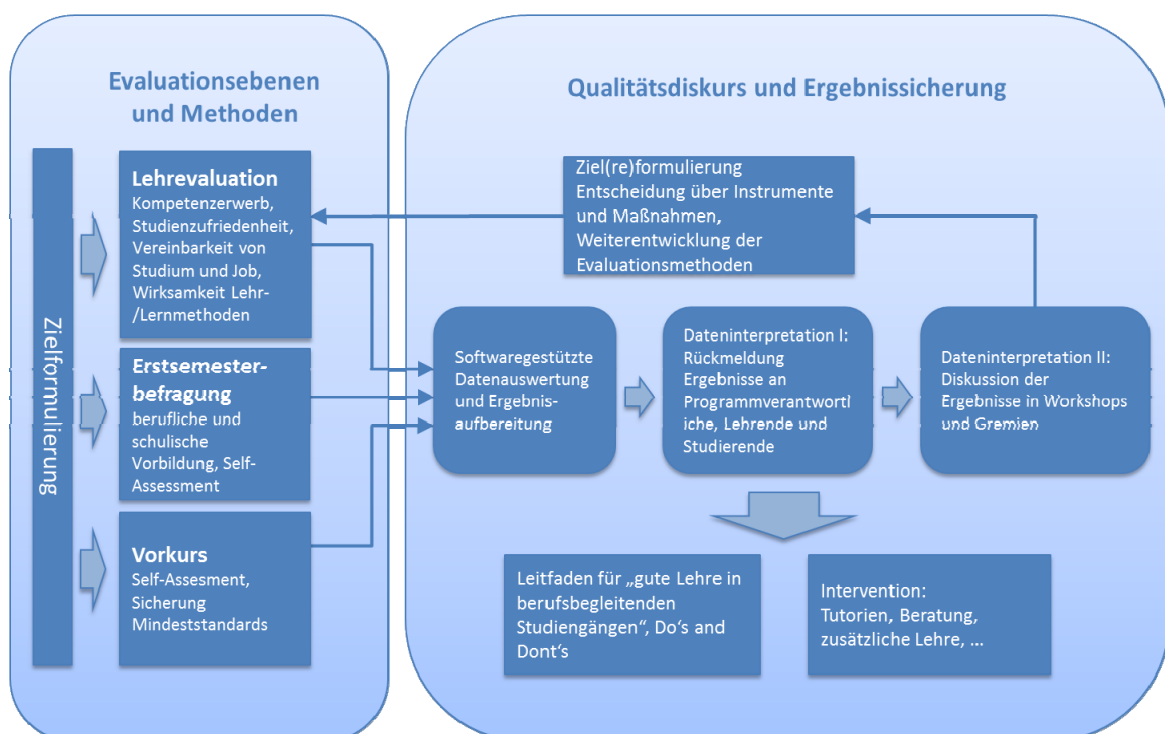 Evaluationsebenen
und Methoden
Zielformulierung
Lehrevaluation
Kompetenzerwerb,
Studienzufriedenheit,
Vereinbarkeit von
Studium und Job,
Wirksamkeit Lehr-
/Lernmethoden
Erstsemester-
befragung
berufliche und
schulische
Vorbildung, Self-
Assessment
Vorkurs
Self-Assesment,
Sicherung
Mindeststandards
Qualitätsdiskurs und Ergebnissicherung
Ziel(re)formulierung
Entscheidung über Instrumente
und Maßnahmen,
Weiterentwicklung der
Evaluationsmethoden
Softwaregestützte
Datenauswertung
und Ergebnis-
aufbereitung
Dateninterpretation I:
Rückmeldung
Ergebnisse an
Programmverantwortl
iche, Lehrende und
Studierende
Dateninterpretation II:
Diskussion der
Ergebnisse in Workshops
und Gremien
Leitfaden für „gute Lehre in
berufsbegleitenden
Studiengängen“, Do‘s and
Dont‘s
Intervention:
Tutorien, Beratung,
zusätzliche Lehre, ...